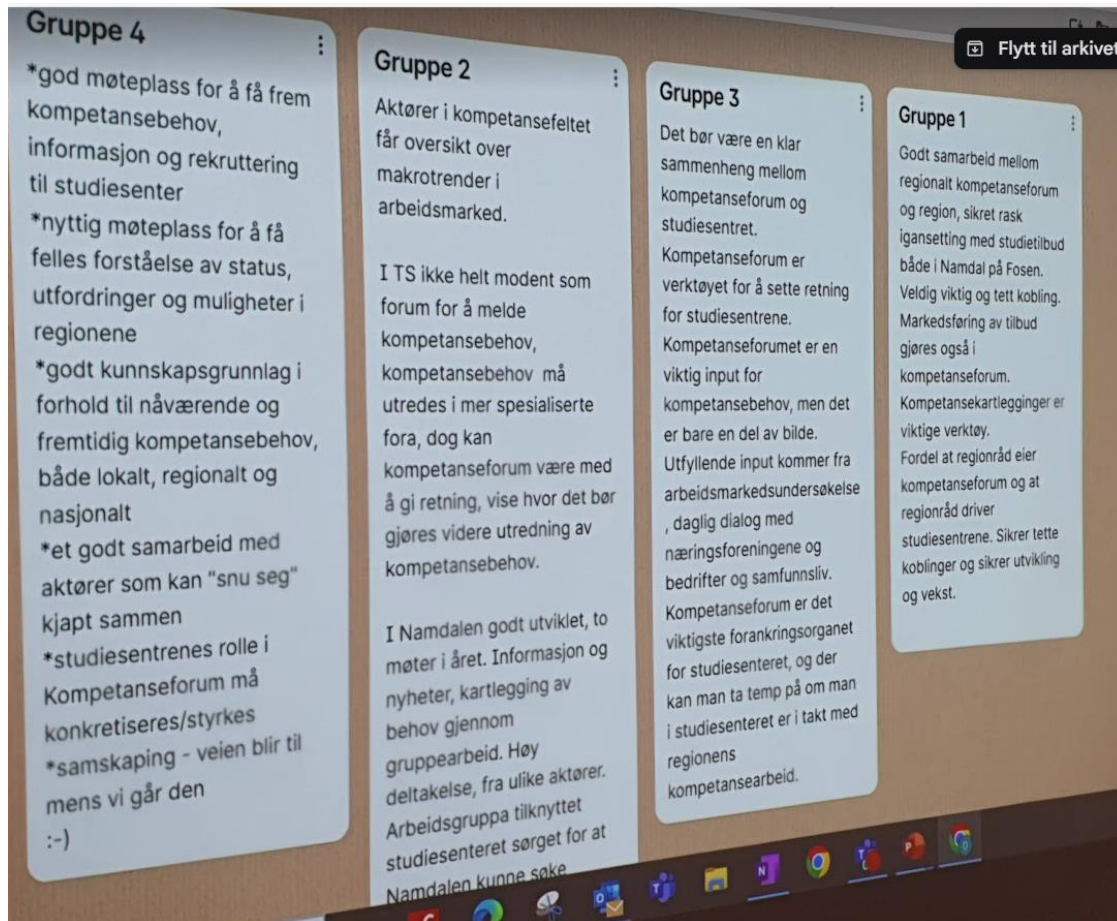 Flytt til arkivet
Gruppe 4
*god møteplass for å få frem
kompetansebehov,
informasjon og rekruttering
til studiesenter
*nyttig møteplass for å få
felles forståelse av status,
utfordringer og muligheter i
regionene
*godt kunnskapsgrunnlag i
forhold til nåværende og
fremtidig kompetansebehov,
både lokalt, regionalt og
nasjonalt
*et godt samarbeid med
aktører som kan "snu seg"
kjapt sammen
*studiesentrenes rolle i
Kompetanseforum må
konkretiseres/styrkes
*samskaping - veien blir til
mens vi går den
:-)
Gruppe 2
Aktører i kompetansefeltet
får oversikt over
makrotrender i
arbeidsmarked.
I TS ikke helt modent som
forum for å melde
kompetansebehov,
kompetansebehov må
utredes i mer spesialiserte
fora, dog kan
kompetanseforum være med
å gi retning, vise hvor det bør
gjøres videre utredning av
kompetansebehov.
I Namdalen godt utviklet, to
møter i året. Informasjon og
nyheter, kartlegging av
behov gjennom
gruppearbeid. Høy
deltakelse, fra ulike aktører.
Arbeidsgruppa tilknyttet
studiesenteret sørget for at
Namdalen kunne søke
Gruppe 3
Det bør være en klar
sammenheng mellom
kompetanseforum og
studiesentret.
Kompetanseforum er
verktøyet for å sette retning
for studiesentrene.
Kompetanseforumet er en
viktig input for
kompetansebehov, men det
er bare en del av bilde.
Utfyllende input kommer fra
arbeidsmarkedsundersøkelse
, daglig dialog med
næringsforeningene og
bedrifter og samfunnsliv.
Kompetanseforum er det
viktigste forankringsorganet
for studiesenteret, og der
kan man ta temp på om man
i studiesenteret er i takt med
regionens
kompetansearbeid.
Gruppe 1
Godt samarbeid mellom
regionalt kompetanseforum
og region, sikret rask
igansetting med studietilbud
både i Namdal på Fosen.
Veldig viktig og tett kobling.
Markedsføring av tilbud
gjøres også i
kompetanseforum.
Kompetansekartlegginger er
viktige verktøy.
Fordel at regionråd eier
kompetanseforum og at
regionråd driver
studiesentrene. Sikrer tette
koblinger og sikrer utvikling
og vekst.